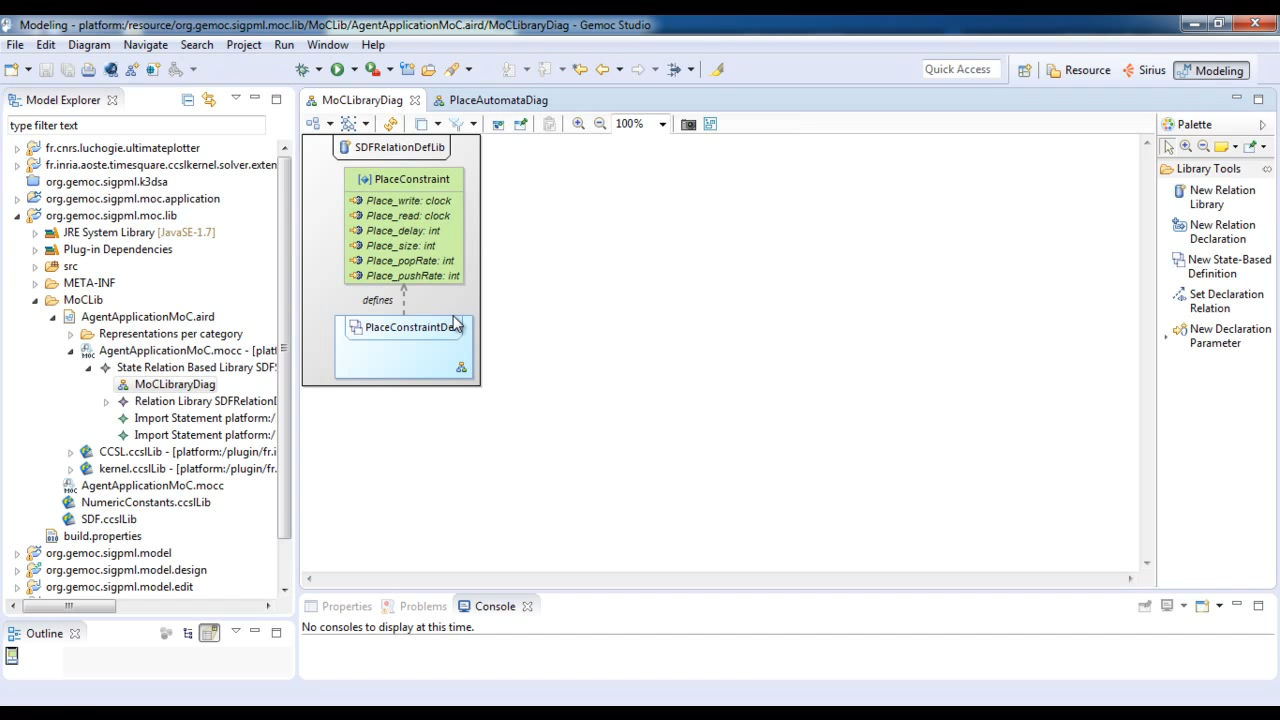 Modeling - platform:/resource/org.gemoc.sigpml.moc.lib/MoCLib/AgentApplicationMoC.aird/MoCLibraryDiag - Gemoc Studio
File Edit Diagram Navigate Search Project Run Window Help
Quick Access Resource Sirius Modeling
Model Explorer
type filter text
fr.cnrs.luchogie.ultimateplotter
fr.inria.aoste.timesquare.ccslkernel.solver.exten
org.gemoc.sigpml.k3dsa
org.gemoc.sigpml.moc.application
org.gemoc.sigpml.moc.lib
JRE System Library [JavaSE-1.7]
Plug-in Dependencies
src
META-INF
MoCLib
AgentApplicationMoC.aird
Representations per category
AgentApplicationMoC.mocc - [platf
State Relation Based Library SDFS
MoCLibraryDiag
Relation Library SDFRelationD
Import Statement platform:/
Import Statement platform:/
CCSL.ccslLib - [platform:/plugin/fr.i
kernel.ccslLib - [platform:/plugin/fr.
AgentApplicationMoC.mocc
NumericConstants.ccslLib
SDF.ccslLib
build.properties
org.gemoc.sigpml.model
org.gemoc.sigpml.model.design
org.gemoc.sigpml.model.edit
Outline
MoCLibraryDiag PlaceAutomataDiag
100%
SDFRelationDefLib
PlaceConstraint
Place_write: clock
Place_read: clock
Place_delay: int
Place_size: int
Place_popRate: int
Place_pushRate: int
defines
PlaceConstraintDe
Palette
Library Tools
New Relation
Library
New Relation
Declaration
New State-Based
Definition
Set Declaration
Relation
New Declaration
Parameter
Properties Problems Console
No consoles to display at this time.